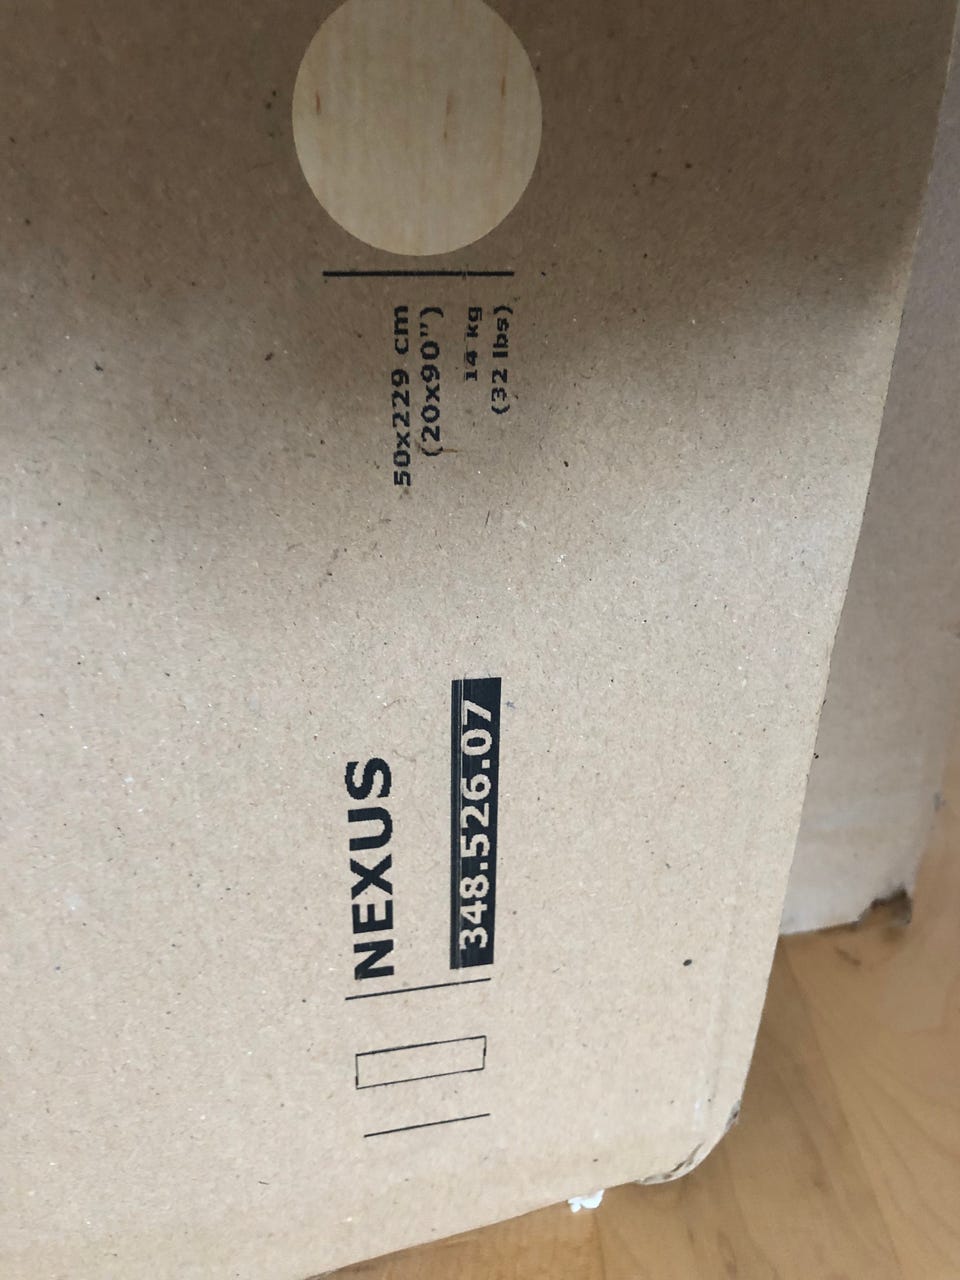 NEXUS
348.526.07
50x229 cm
(20x90")
14 kg
(32 lbs)